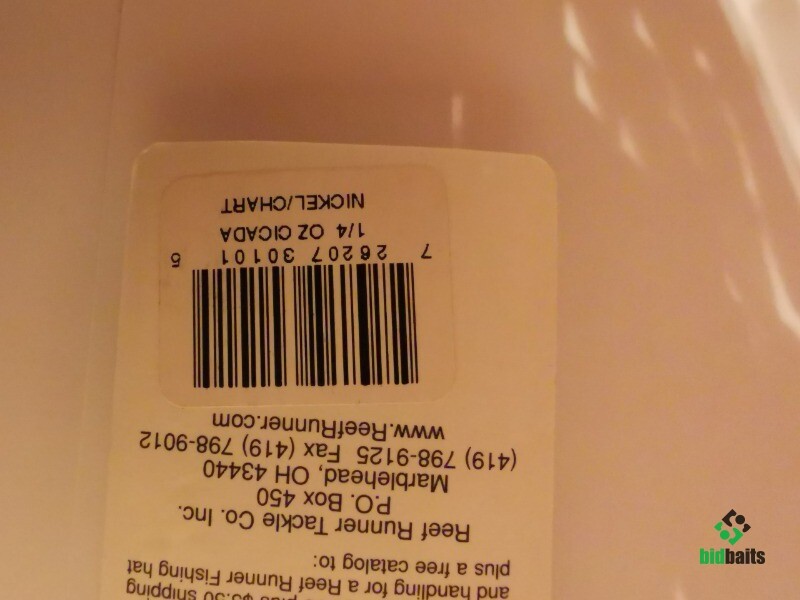 shipping
and handling for a Reef Runner Fishing hat
plus a free catalog to:
Reef Runner Tackle Co. Inc.
P.O. Box 450
Marblehead, OH 43440
(419) 798-9125 Fax (419) 798-9012
www.ReefRunner.com
7 26207 30101 5
1/4 OZ CICADA
NICKEL/CHART
bidbaits